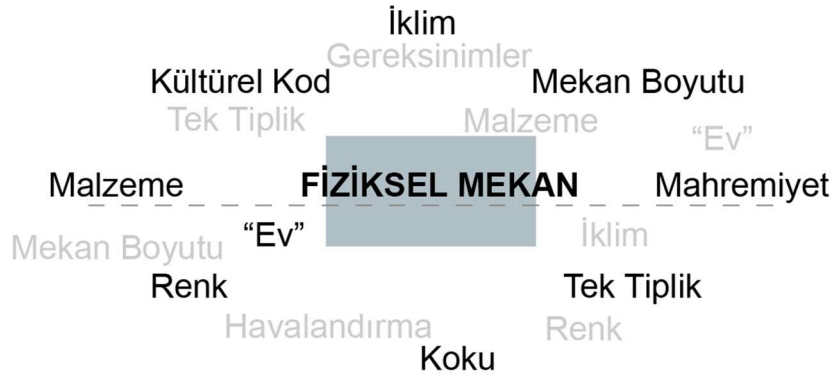 İklim
Gereksinimler
Kültürel Kod
Mekan Boyutu
Tek Tiplik
Malzeme
“Ev”
Malzeme
FİZİKSEL MEKAN
Mahremiyet
Mekan Boyutu
“Ev”
İklim
Renk
Tek Tiplik
Havalandırma
Renk
Koku